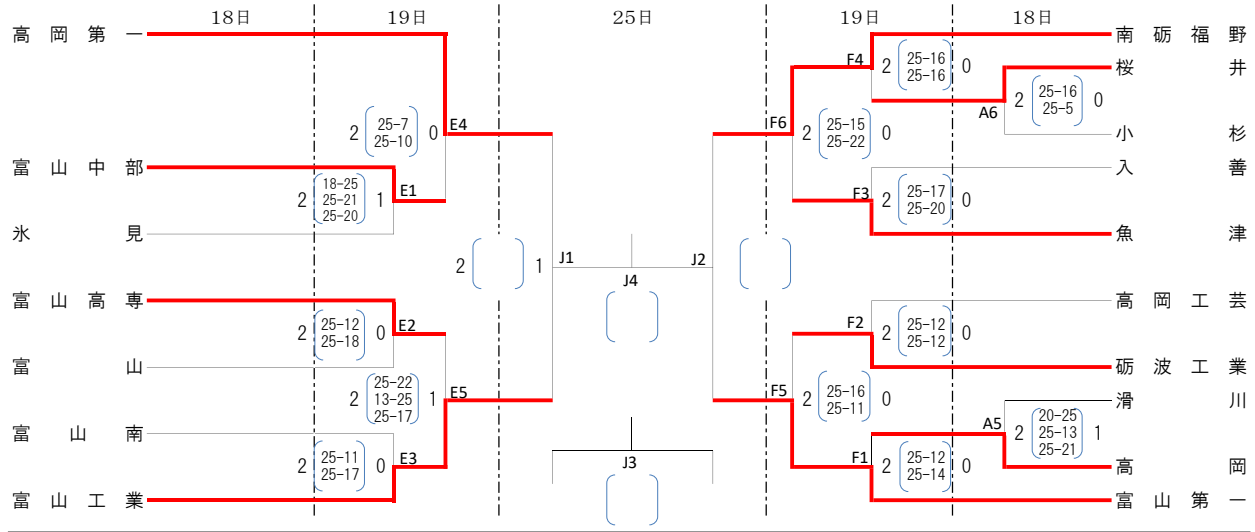 18日 19日 25日 19日 18日
高岡第一 南砺福野
F4 2 25-16 0
25-16
桜井
2 25-16 0
25-5
A6
2 25-7 0 E4
25-10
F6 2 25-15 0
25-22
小杉
富山中部 入善
2 18-25 1 E1
25-21
25-20
F3 2 25-17 0
25-20
氷見 魚津
2 1 J1 J2
J4
富山高専 高岡工芸
2 25-12 0 E2
25-18
F2 2 25-12 0
25-12
富山 砺波工業
2 25-22 1 E5
13-25
25-17
F5 2 25-16 0
25-11
滑川
A5 2 20-25 1
25-13
25-21
富山南
2 25-11 0 E3
25-17
J3
F1 2 25-12 0
25-14
高岡
富山工業 富山第一